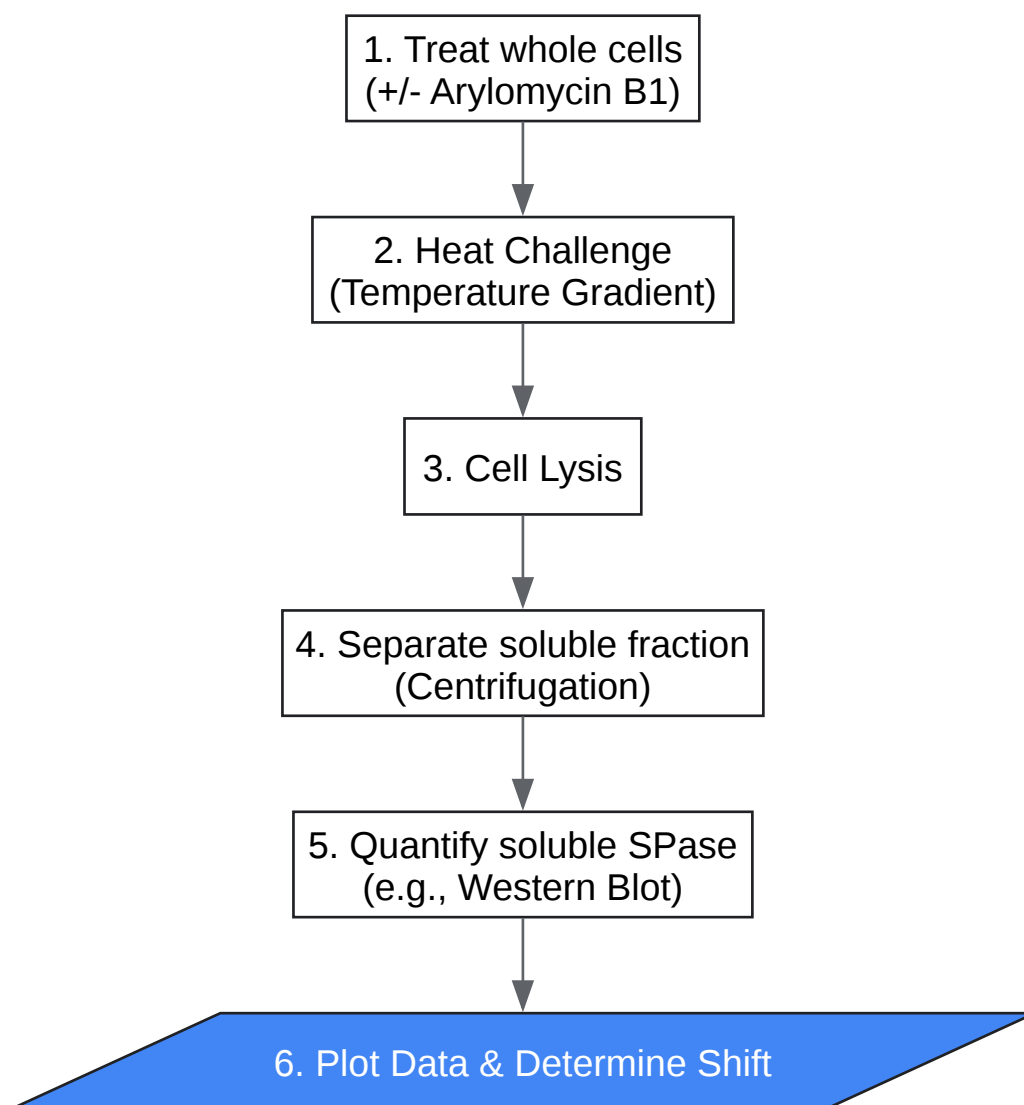 1. Treat whole cells
(+/- Arylomycin B1)
2. Heat Challenge
(Temperature Gradient)
3. Cell Lysis
4. Separate soluble fraction
(Centrifugation)
5. Quantify soluble SPase
(e.g., Western Blot)
6. Plot Data & Determine Shift